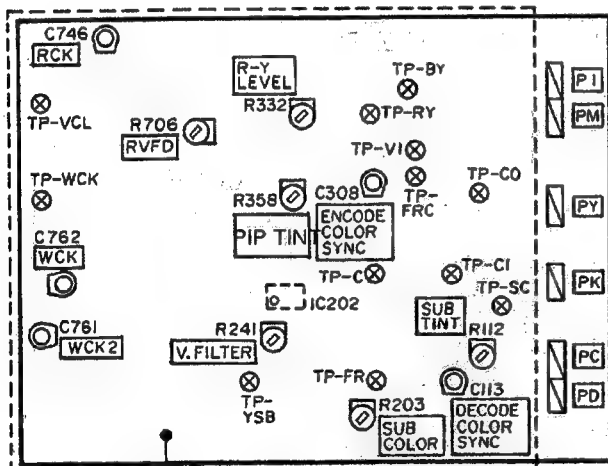 C746
RCK
R-Y
LEVEL
TP-BY
PI
TP-VCL
R706
RVFD
R332
TP-RY
PM
TP-VI
TP-WCK
R358
C308
TP-
FRC
TP-CO
PY
PIP TINT
ENCODE
COLOR
SYNC
C762
WCK
TP-C
TP-CI
PK
IC202
SUB
TINT
TP-SC
C761
WCK2
R241
V.FILTER
R112
PC
TP-
YSB
TP-FR
C113
PD
R203
SUB
COLOR
DECODE
COLOR
SYNC